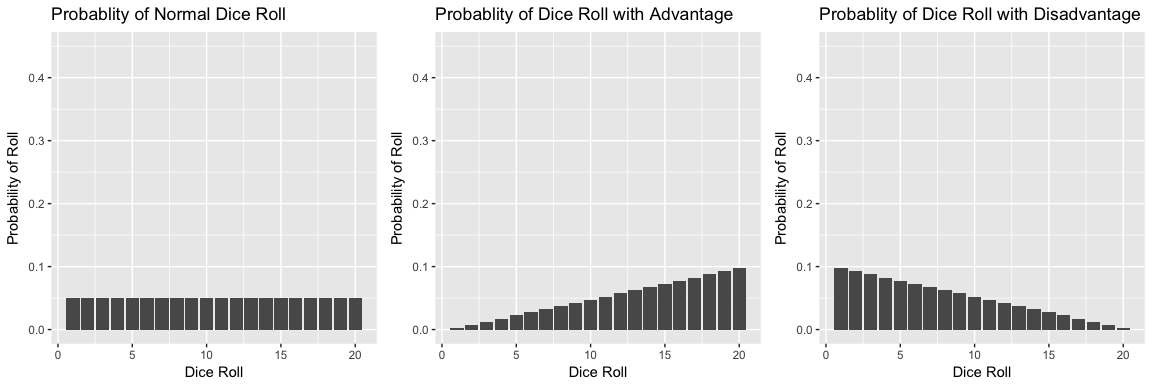 Probablity of Normal Dice Roll
Probability of Roll
0.4
0.3
0.2
0.1
0.0
0 5 10 15 20
Dice Roll
Probablity of Dice Roll with Advantage
Probability of Roll
0.4
0.3
0.2
0.1
0.0
0 5 10 15 20
Dice Roll
Probablity of Dice Roll with Disadvantage
Probability of Roll
0.4
0.3
0.2
0.1
0.0
0 5 10 15 20
Dice Roll